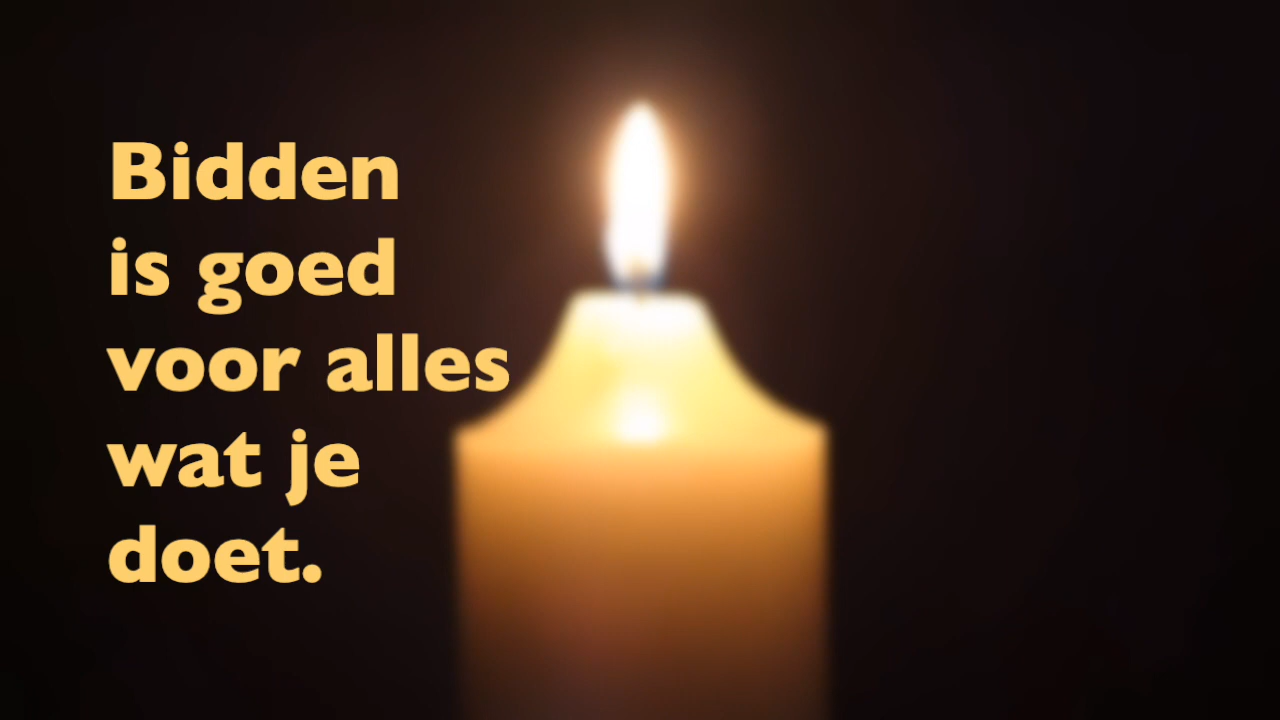 Bidden
is goed
voor alles
wat je
doet.